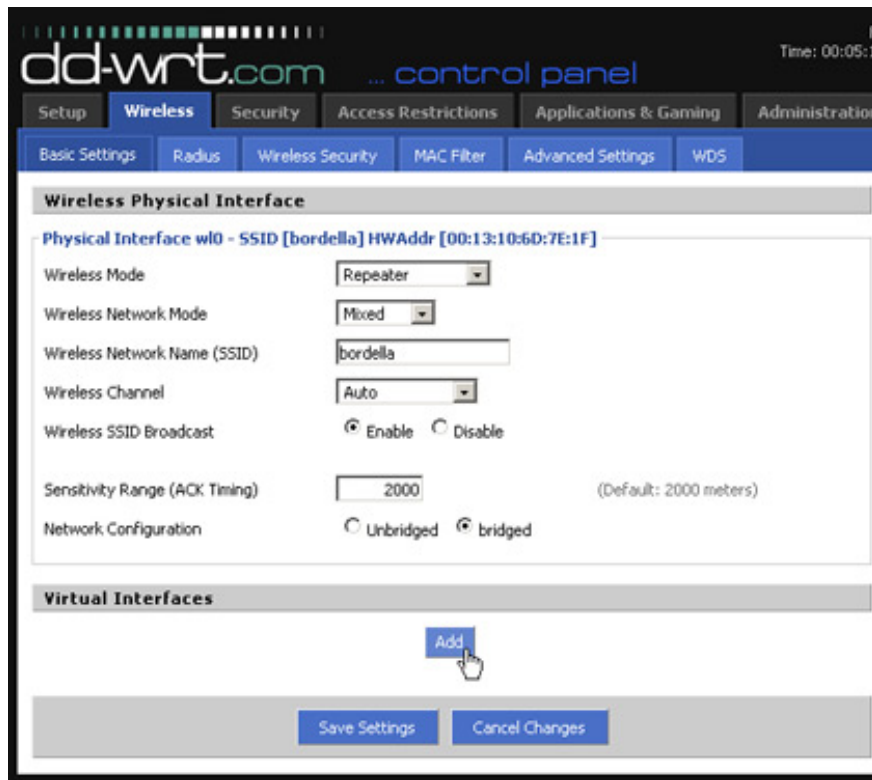 dd-wrt.com ... control panel
Time: 00:05:
Setup Wireless Security Access Restrictions Applications & Gaming Administration
Basic Settings Radius Wireless Security MAC Filter Advanced Settings WDS
Wireless Physical Interface
Physical Interface wl0 - SSID [bordella] HWAddr [00:13:10:6D:7E:1F]
Wireless Mode Repeater
Wireless Network Mode Mixed
Wireless Network Name (SSID) bordella
Wireless Channel Auto
Wireless SSID Broadcast Enable Disable
Sensitivity Range (ACK Timing) 2000 (Default: 2000 meters)
Network Configuration Unbridged bridged
Virtual Interfaces
Add
Save Settings Cancel Changes